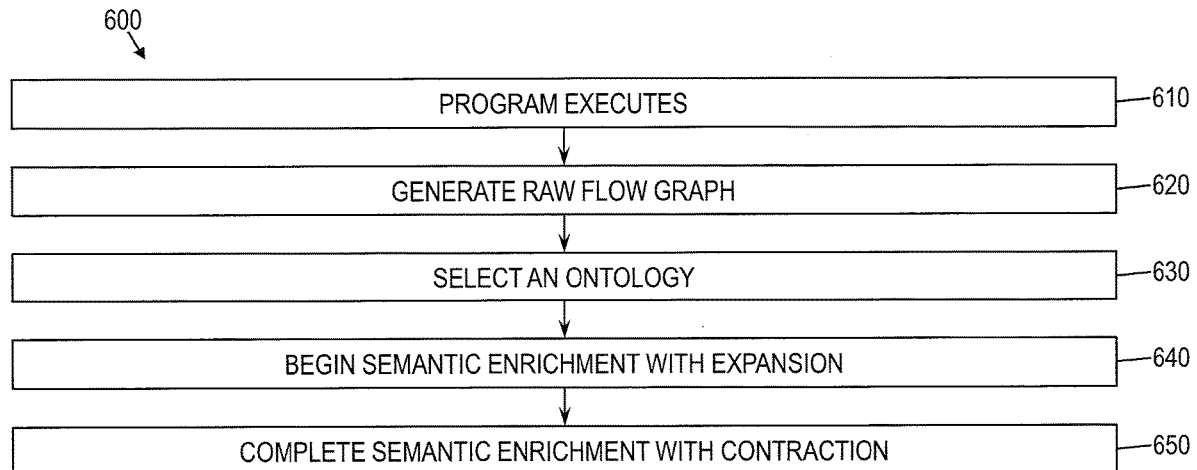 600
PROGRAM EXECUTES 610
GENERATE RAW FLOW GRAPH 620
SELECT AN ONTOLOGY 630
BEGIN SEMANTIC ENRICHMENT WITH EXPANSION 640
COMPLETE SEMANTIC ENRICHMENT WITH CONTRACTION 650